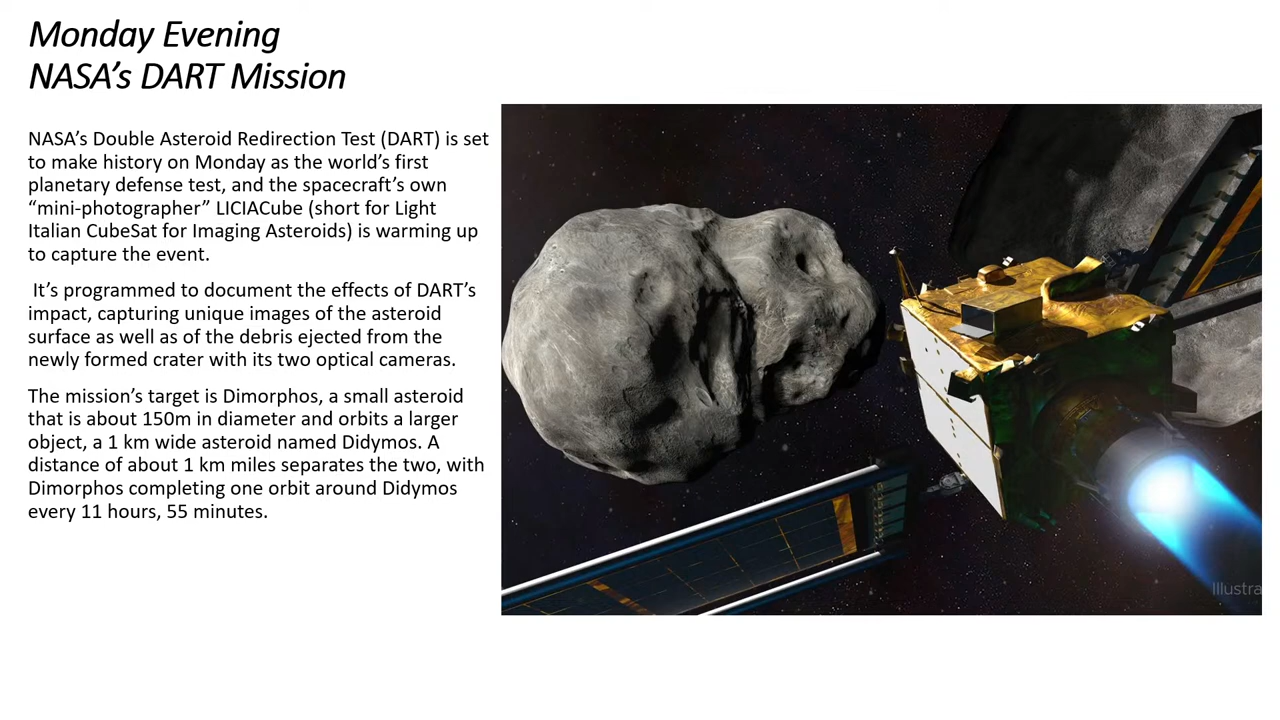 Monday Evening
NASA's DART Mission
NASA's Double Asteroid Redirection Test (DART) is set
to make history on Monday as the world's first
planetary defense test, and the spacecraft's own
“mini-photographer” LICIACube (short for Light
Italian CubeSat for Imaging Asteroids) is warming up
to capture the event.
It's programmed to document the effects of DART's
impact, capturing unique images of the asteroid
surface as well as of the debris ejected from the
newly formed crater with its two optical cameras.
The mission's target is Dimorphos, a small asteroid
that is about 150m in diameter and orbits a larger
object, a 1 km wide asteroid named Didymos. A
distance of about 1 km miles separates the two, with
Dimorphos completing one orbit around Didymos
every 11 hours, 55 minutes.
Illustra